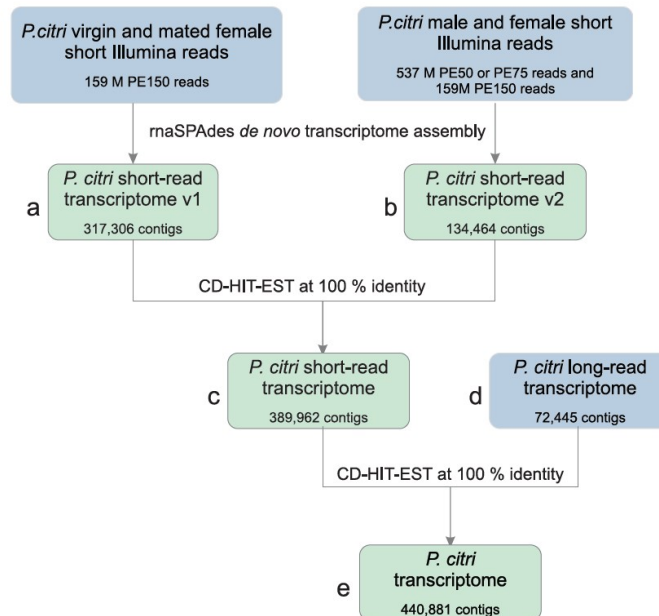 P.citri virgin and mated female
short Illumina reads
159 M PE150 reads
P.citri male and female short
Illumina reads
537 M PE50 or PE75 reads and
159M PE150 reads
rnaSPAdes de novo transcriptome assembly
a
P. citri short-read
transcriptome v1
317,306 contigs
b
P. citri short-read
transcriptome v2
134,464 contigs
CD-HIT-EST at 100 % identity
c
P. citri short-read
transcriptome
389,962 contigs
d
P. citri long-read
transcriptome
72,445 contigs
CD-HIT-EST at 100 % identity
e
P. citri
transcriptome
440,881 contigs